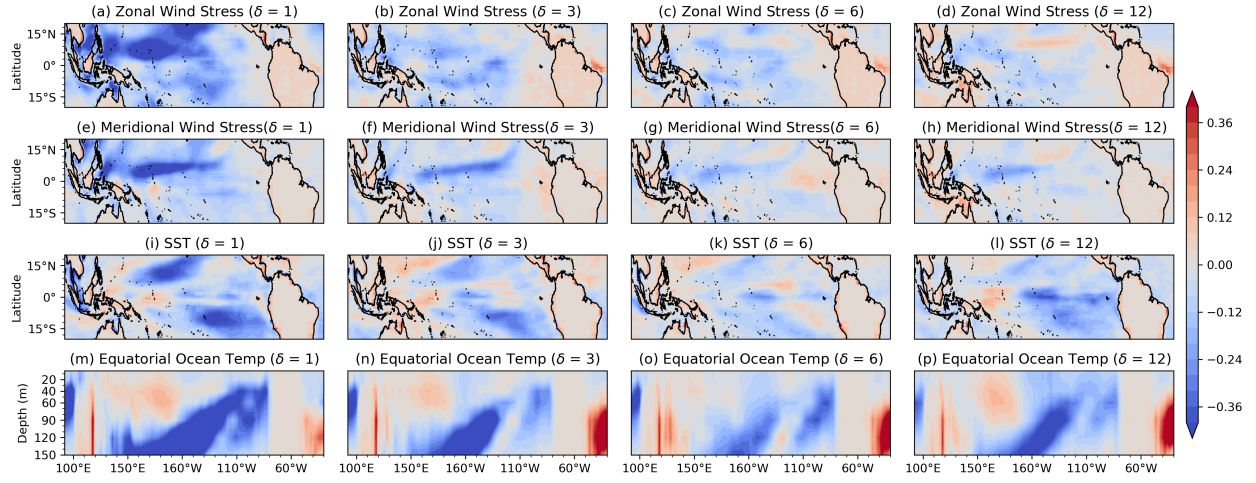 (a) Zonal Wind Stress (δ = 1)
(b) Zonal Wind Stress (δ = 3)
(c) Zonal Wind Stress (δ = 6)
(d) Zonal Wind Stress (δ = 12)
Latitude
15°N
0°
15°S
(e) Meridional Wind Stress(δ = 1)
(f) Meridional Wind Stress(δ = 3)
(g) Meridional Wind Stress(δ = 6)
(h) Meridional Wind Stress(δ = 12)
Latitude
15°N
0°
15°S
(i) SST (δ = 1)
(j) SST (δ = 3)
(k) SST (δ = 6)
(l) SST (δ = 12)
Latitude
15°N
0°
15°S
(m) Equatorial Ocean Temp (δ = 1)
(n) Equatorial Ocean Temp (δ = 3)
(o) Equatorial Ocean Temp (δ = 6)
(p) Equatorial Ocean Temp (δ = 12)
Depth (m)
20
40
60
90
120
150
100°E 150°E 160°W 110°W 60°W
100°E 150°E 160°W 110°W 60°W
100°E 150°E 160°W 110°W 60°W
100°E 150°E 160°W 110°W 60°W
0.36
0.24
0.12
0.00
−0.12
−0.24
−0.36